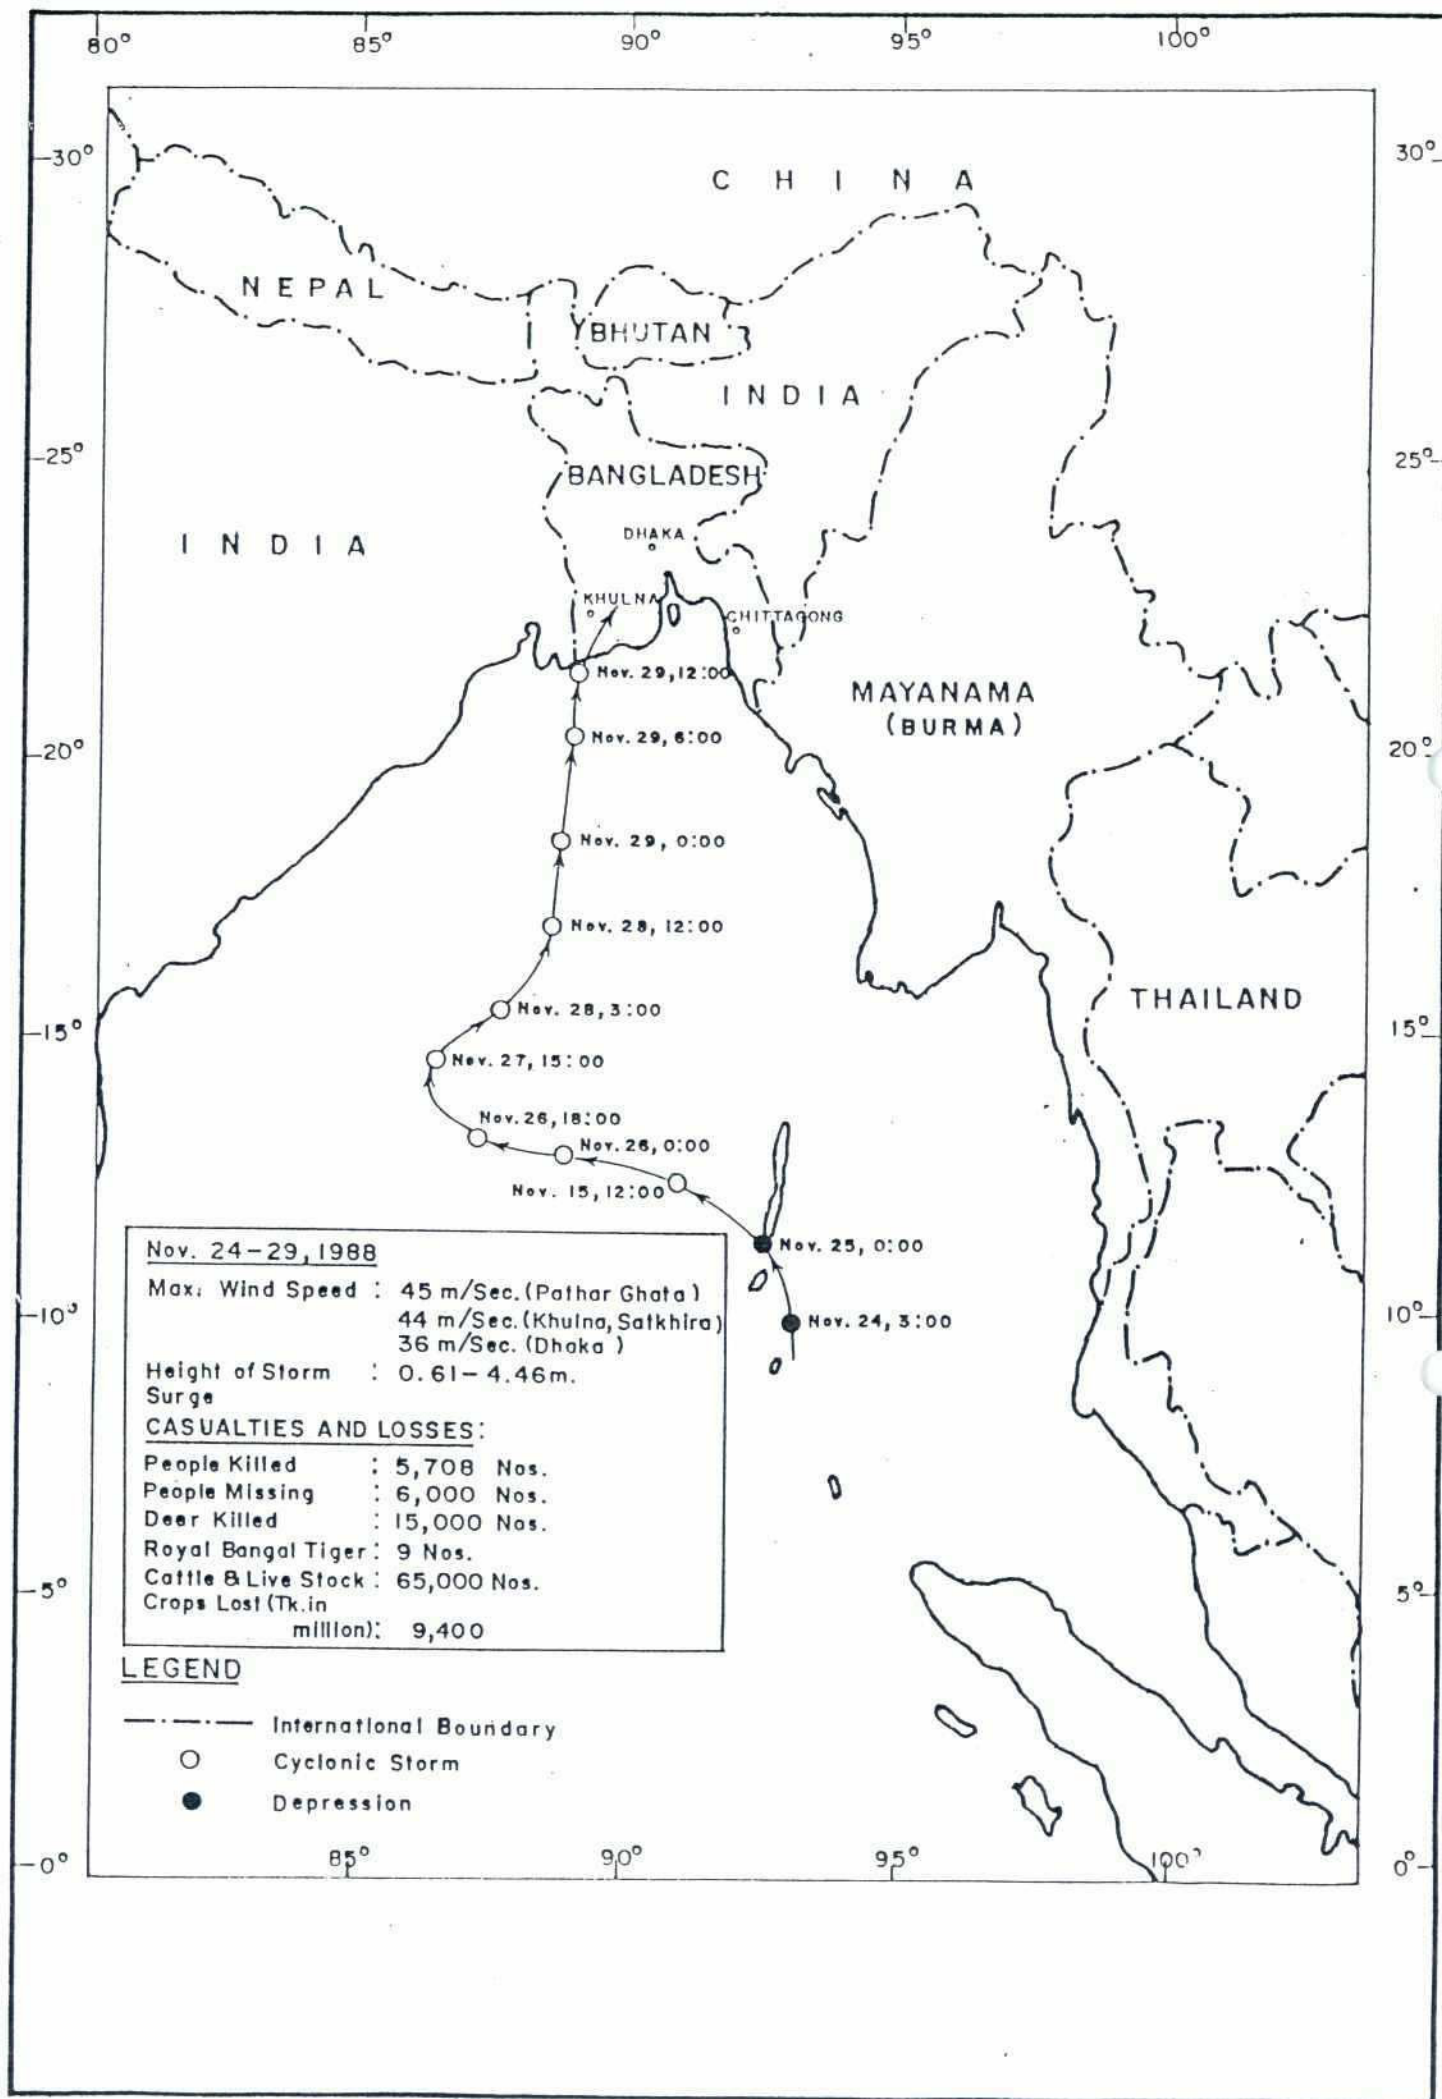 80° 85° 90° 95° 100°
30° 30°
CHINA
NEPAL
BHUTAN
INDIA
25° 25°
BANGLADESH
INDIA
DHAKA
KHULNA
CHITTAGONG
Nov. 29, 12:00
MAYANAMA
(BURMA)
Nov. 29, 6:00
20° 20°
Nov. 29, 0:00
Nov. 28, 12:00
THAILAND
Nov. 28, 3:00
15° 15°
Nov. 27, 15:00
Nov. 26, 18:00
Nov. 26, 0:00
Nov. 15, 12:00
Nov. 25, 0:00
10° 10°
Nov. 24, 3:00
Nov. 24-29, 1988
Max. Wind Speed : 45 m/Sec. (Pathar Ghata)
44 m/Sec. (Khulna, Satkhira)
36 m/Sec. (Dhaka)
Height of Storm : 0.61-4.46m.
Surge
CASUALTIES AND LOSSES:
People Killed : 5,708 Nos.
People Missing : 6,000 Nos.
Deer Killed : 15,000 Nos.
Royal Bangal Tiger : 9 Nos.
Cattle & Live Stock : 65,000 Nos.
Crops Lost (Tk. in
million): 9,400
5° 5°
LEGEND
International Boundary
Cyclonic Storm
Depression
0° 85° 90° 95° 100° 0°